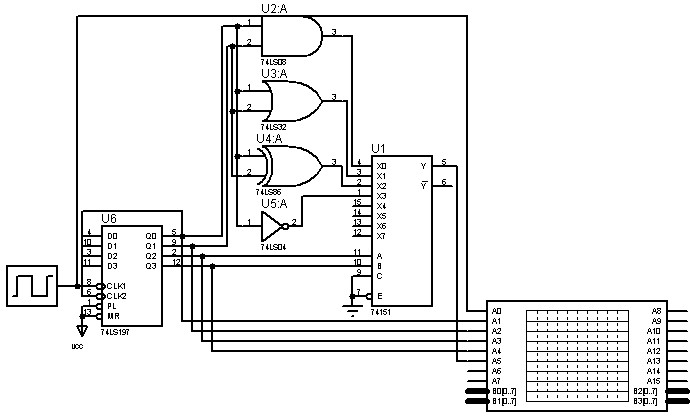 U2:A
1
2
3
74LS08
U3:A
1
2
3
74LS32
U4:A
1
2
3
74LS86
U5:A
1
2
74LS04
U1
4 X0 Y 5
3 X1
2 X2 Y 6
1 X3
15 X4
14 X5
13 X6
12 X7
11 A
10 B
9 C
7 E
74151
U6
4 D0 Q0 5
10 D1 Q1 9
3 D2 Q2 2
11 D3 Q3 12
8 CLK1
6 CLK2
1 PL
13 MR
74LS197
UCC
A0 A8
A1 A9
A2 A10
A3 A11
A4 A12
A5 A13
A6 A14
A7 A15
B0[0..7] B2[0..7]
B1[0..7] B3[0..7]